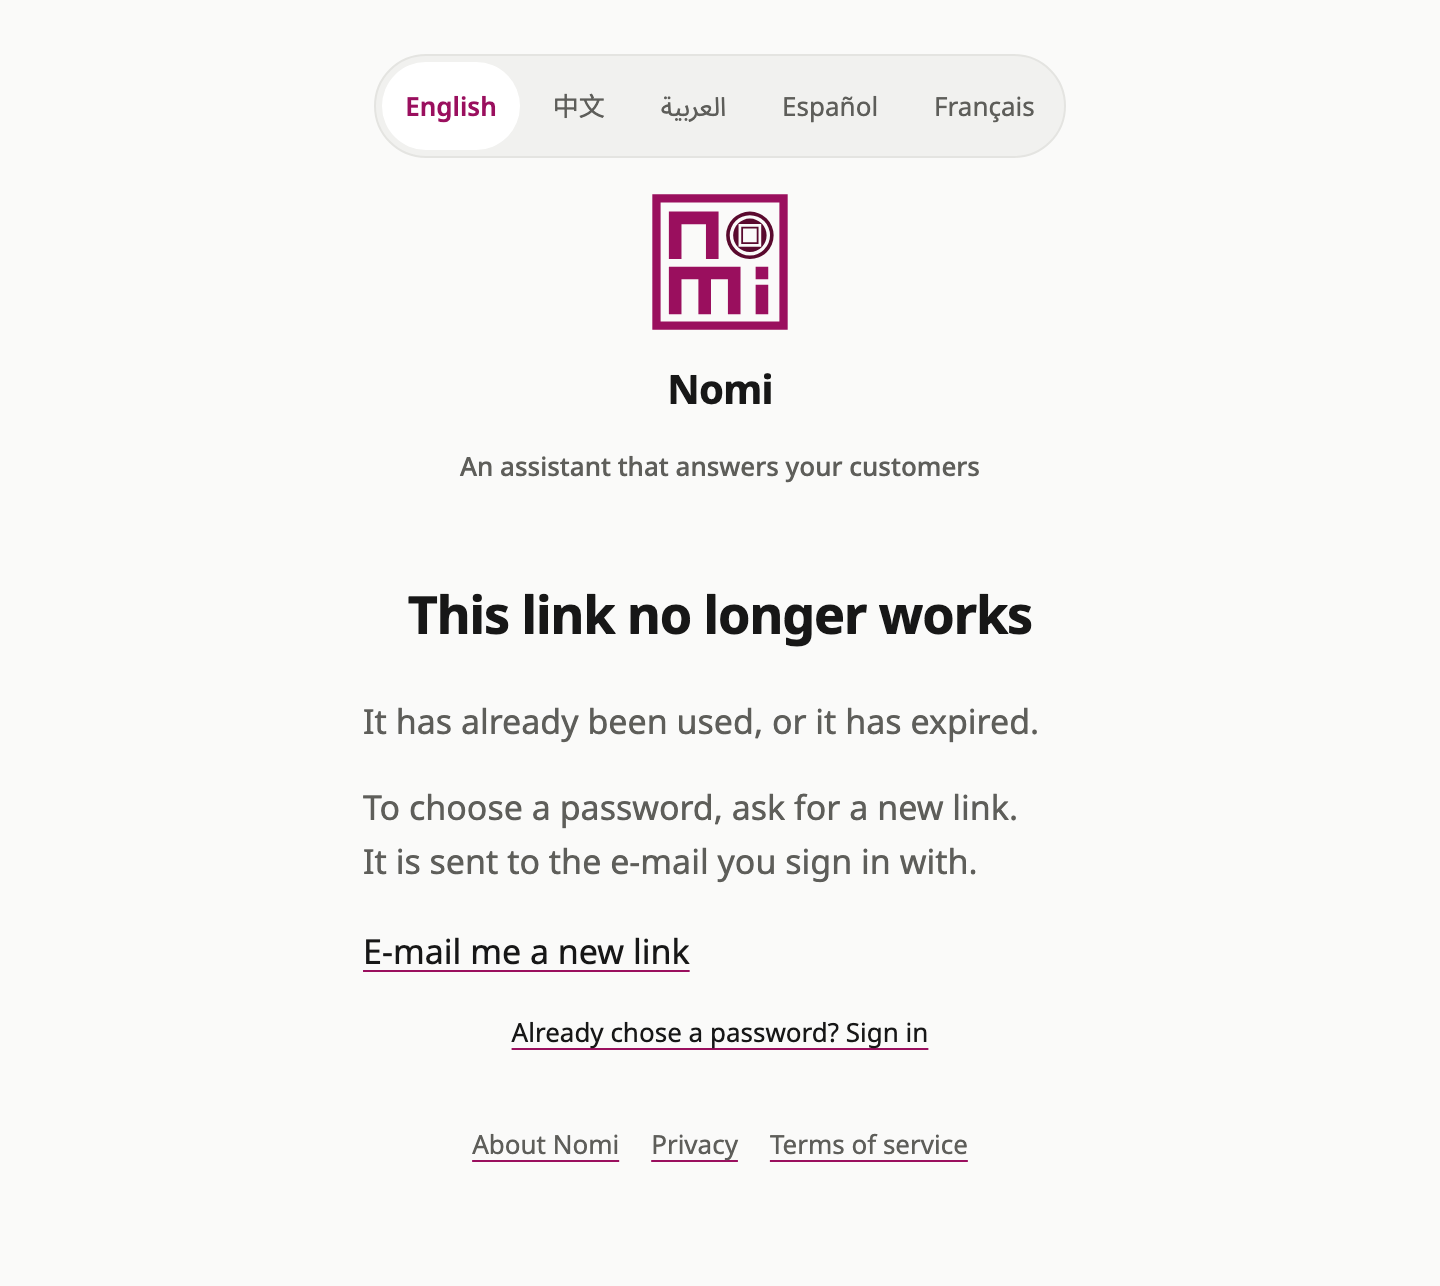 English
中文
العربية
Español
Français
nomi
Nomi
An assistant that answers your customers
This link no longer works
It has already been used, or it has expired.
To choose a password, ask for a new link.
It is sent to the e-mail you sign in with.
E-mail me a new link
Already chose a password? Sign in
About Nomi
Privacy
Terms of service